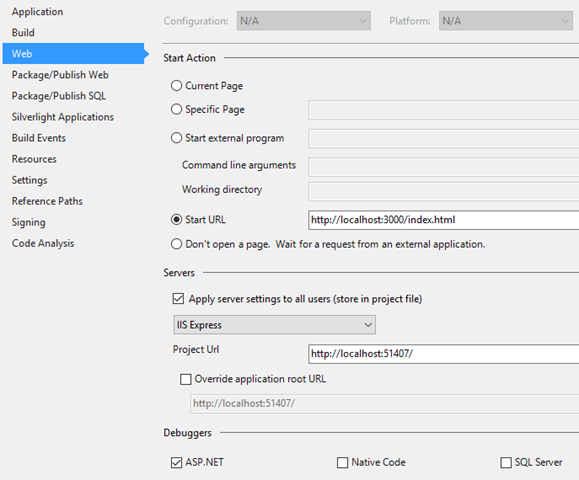 Application
Build
Web
Package/Publish Web
Package/Publish SQL
Silverlight Applications
Build Events
Resources
Settings
Reference Paths
Signing
Code Analysis
Configuration: N/A Platform: N/A
Start Action
Current Page
Specific Page
Start external program
Command line arguments
Working directory
Start URL http://localhost:3000/index.html
Don't open a page. Wait for a request from an external application.
Servers
Apply server settings to all users (store in project file)
IIS Express
Project Url http://localhost:51407/
Override application root URL
http://localhost:51407/
Debuggers
ASP.NET Native Code SQL Server